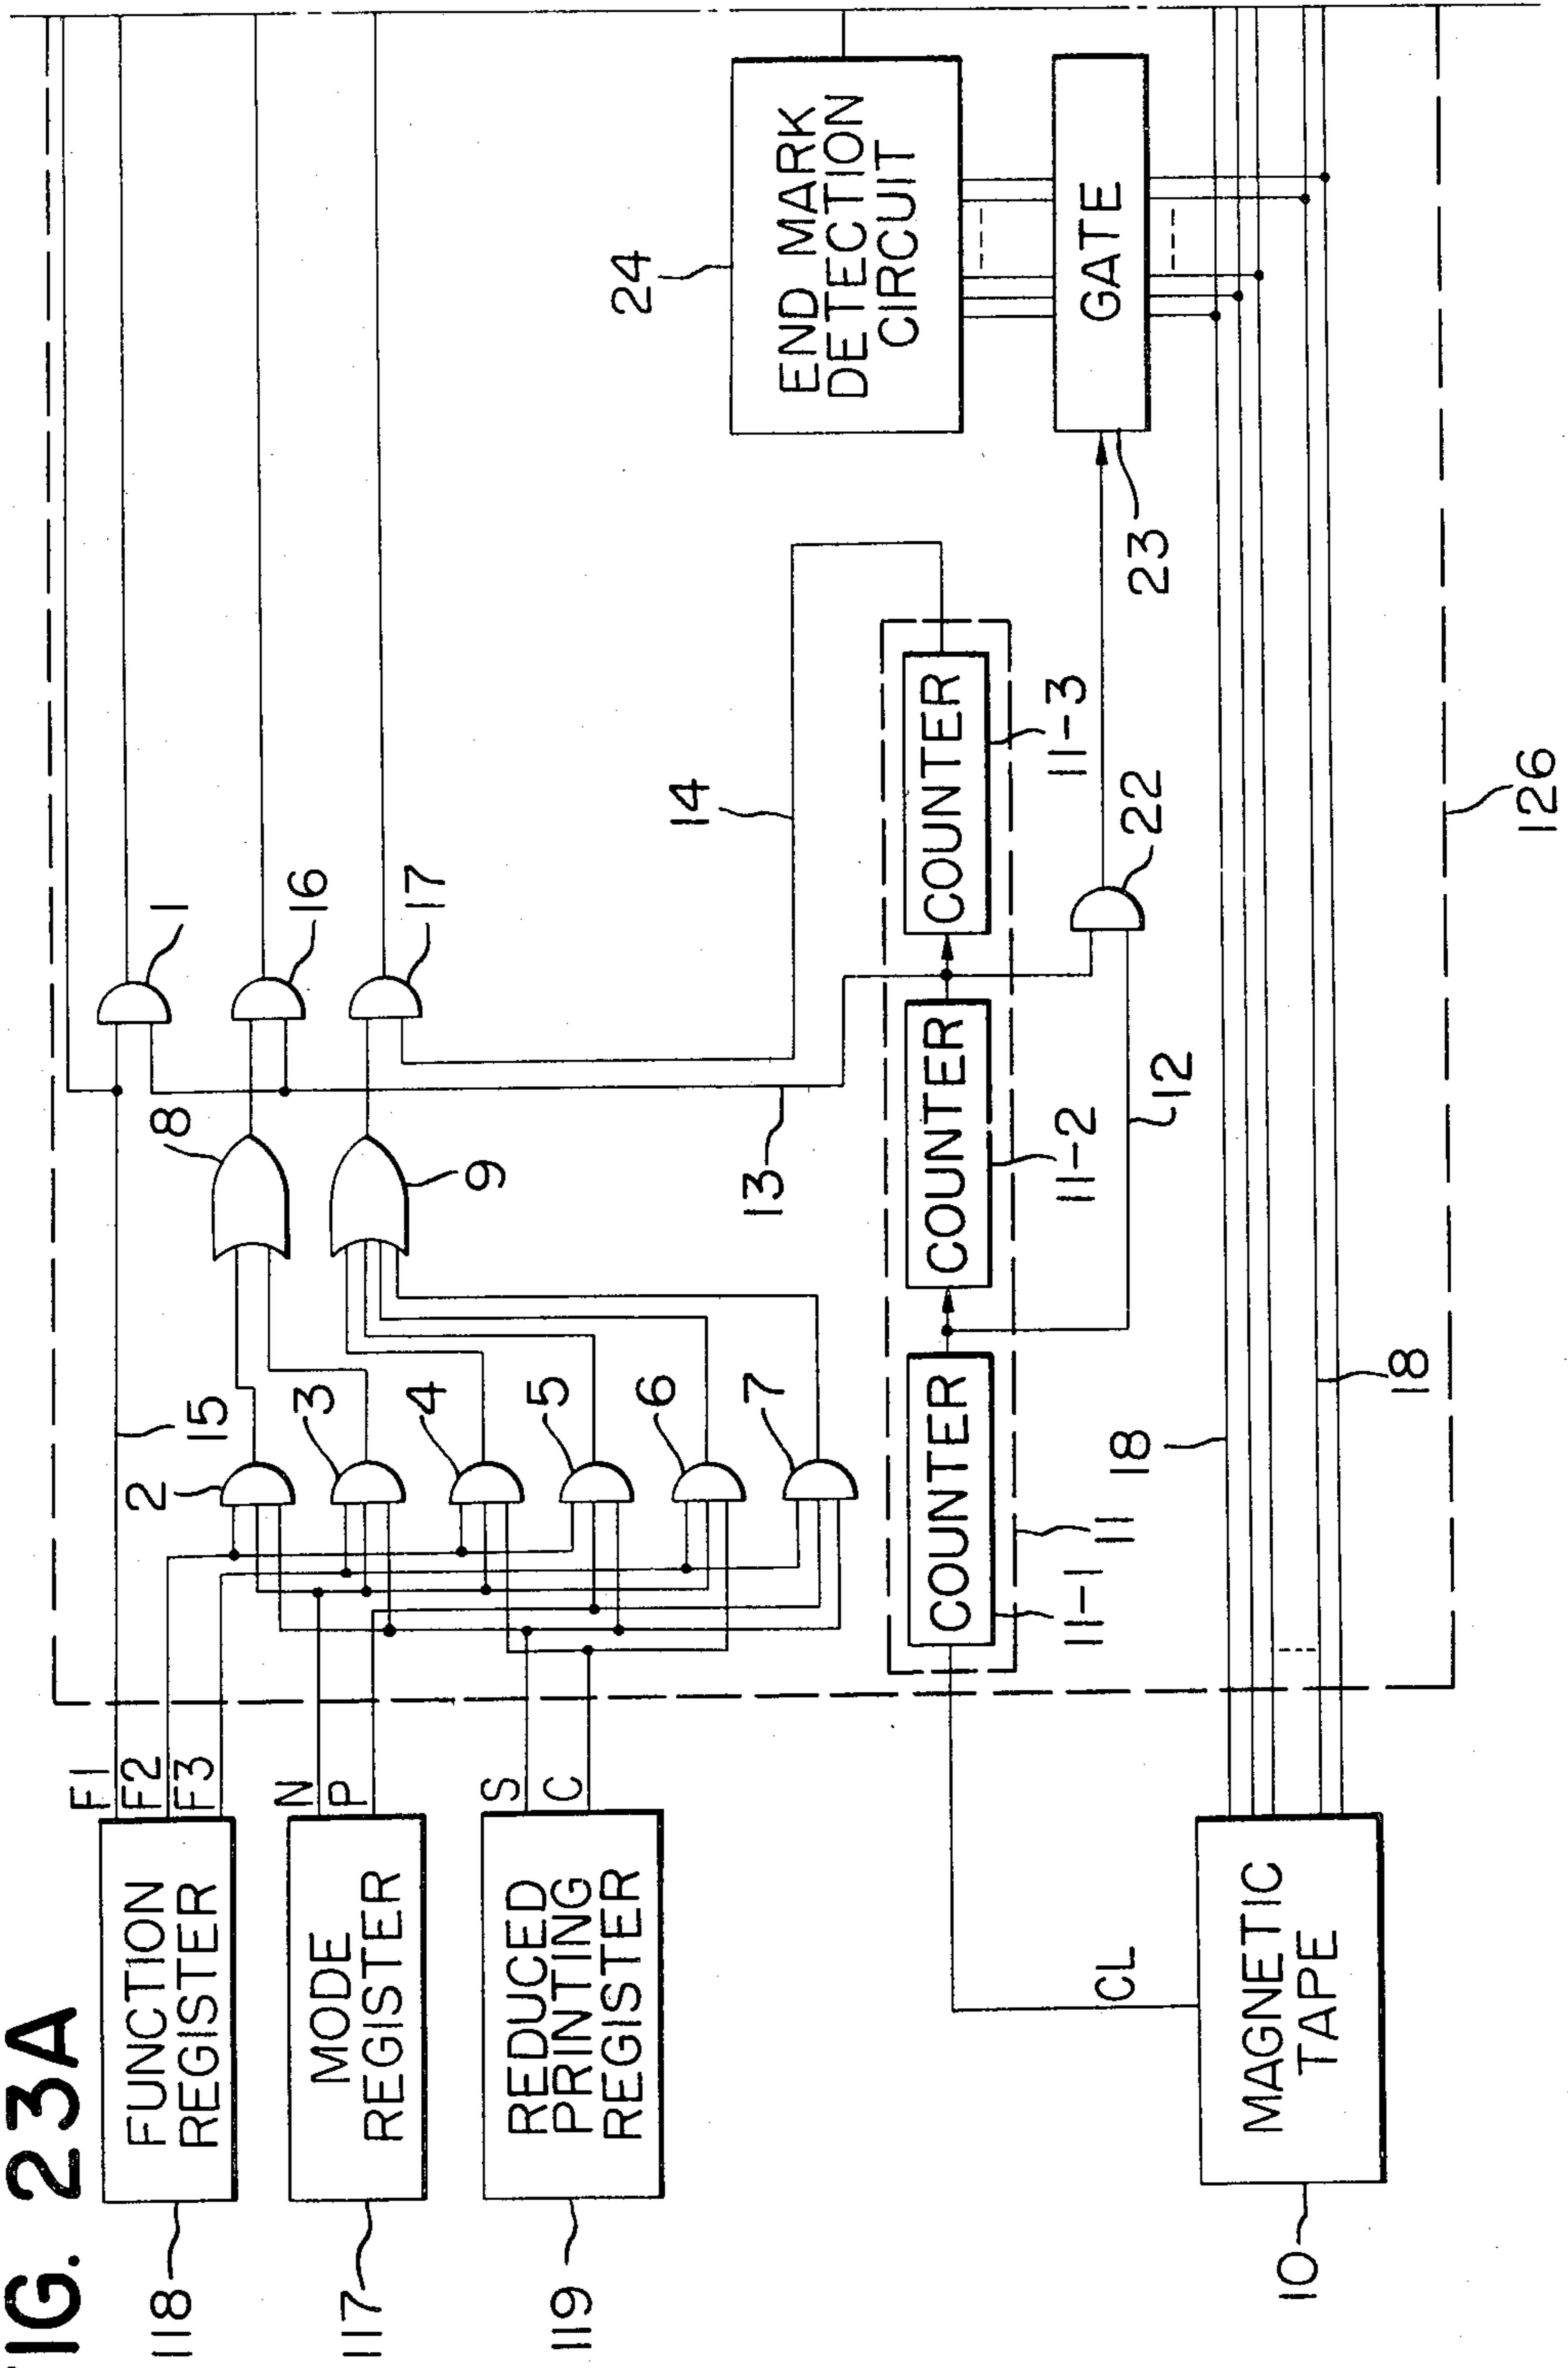 FIG. 23A
118
FUNCTION
REGISTER
F1
F2
F3
117
MODE
REGISTER
N
P
119
REDUCED
PRINTING
REGISTER
S
C
10
MAGNETIC
TAPE
CL
15
2
3
4
5
6
7
8
9
1
16
17
13
14
COUNTER
11-1
11
COUNTER
11-2
COUNTER
11-3
12
22
18
18
24
END MARK
DETECTION
CIRCUIT
GATE
23
126